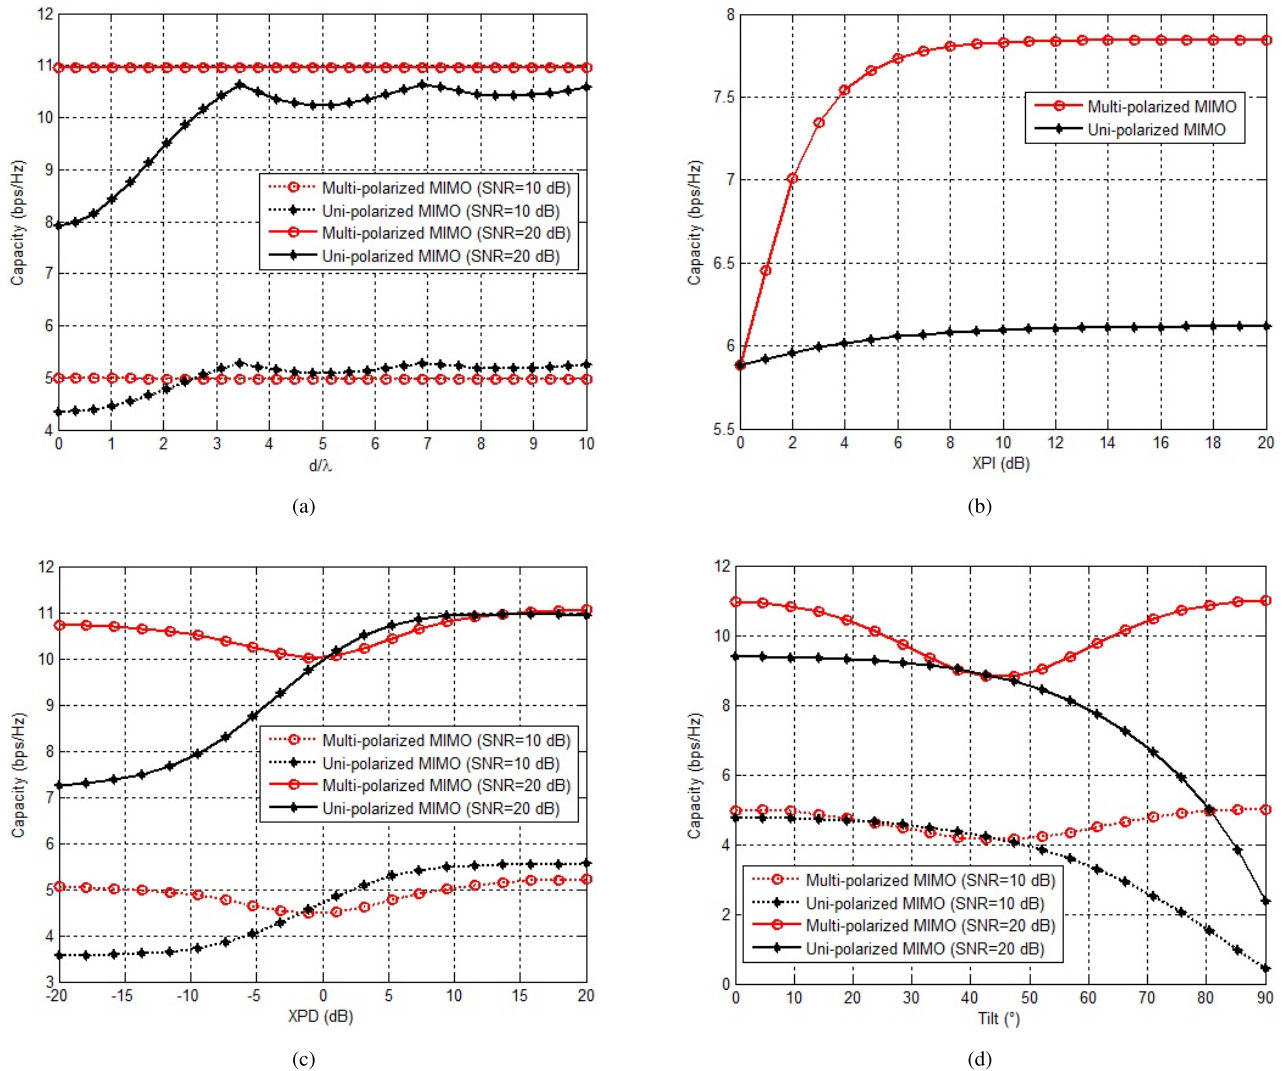 12
11
10
9
8
7
6
5
4
Capacity (bps/Hz)
Multi-polarized MIMO (SNR=10 dB)
Uni-polarized MIMO (SNR=10 dB)
Multi-polarized MIMO (SNR=20 dB)
Uni-polarized MIMO (SNR=20 dB)
0 1 2 3 4 5 6 7 8 9 10
d/λ
(a)
8
7.5
7
6.5
6
5.5
Capacity (bps/Hz)
Multi-polarized MIMO
Uni-polarized MIMO
0 2 4 6 8 10 12 14 16 18 20
XPI (dB)
(b)
12
11
10
9
8
7
6
5
4
3
Capacity (bps/Hz)
Multi-polarized MIMO (SNR=10 dB)
Uni-polarized MIMO (SNR=10 dB)
Multi-polarized MIMO (SNR=20 dB)
Uni-polarized MIMO (SNR=20 dB)
-20 -15 -10 -5 0 5 10 15 20
XPD (dB)
(c)
12
10
8
6
4
2
0
Capacity (bps/Hz)
Multi-polarized MIMO (SNR=10 dB)
Uni-polarized MIMO (SNR=10 dB)
Multi-polarized MIMO (SNR=20 dB)
Uni-polarized MIMO (SNR=20 dB)
0 10 20 30 40 50 60 70 80 90
Tilt (°)
(d)